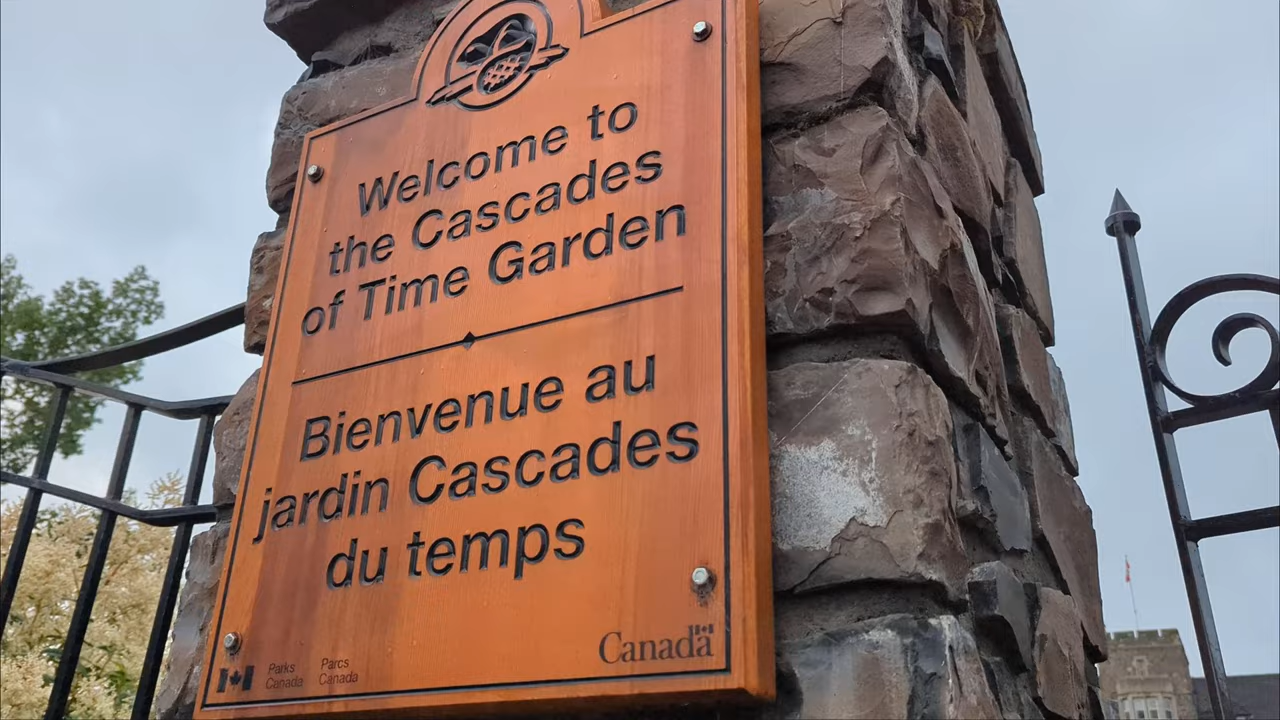 Welcome to
the Cascades
of Time Garden
Bienvenue au
jardin Cascades
du temps
Parks Parcs
Canada Canada
Canada